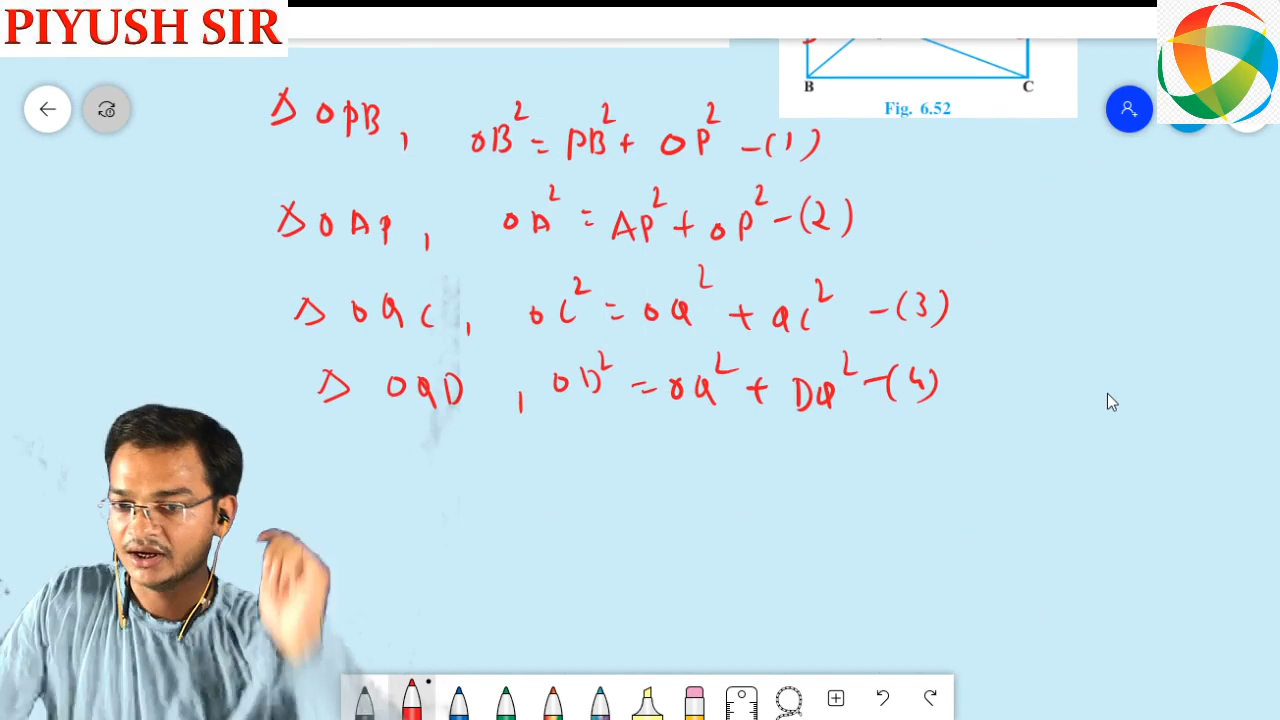 PIYUSH SIR
B C
Fig. 6.52
Δ OPB, OB² = PB² + OP² -(1)
Δ OAP, OA² = AP² + OP² -(2)
Δ OQC, OC² = OQ² + QC² -(3)
Δ OQD, OD² = OQ² + DQ² -(4)